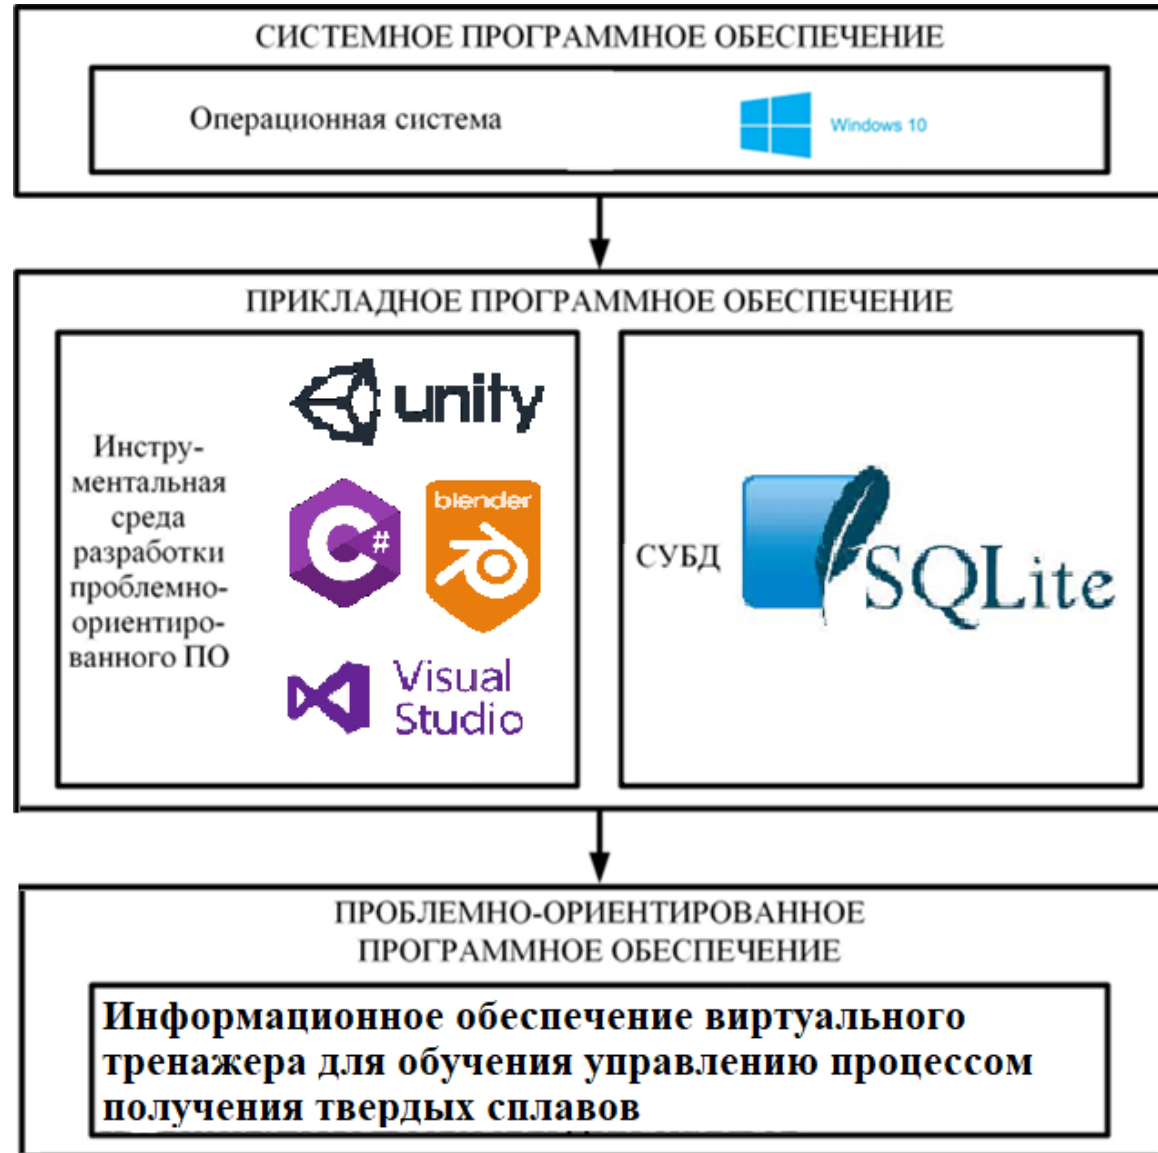 СИСТЕМНОЕ ПРОГРАММНОЕ ОБЕСПЕЧЕНИЕ
Операционная система
Windows 10
ПРИКЛАДНОЕ ПРОГРАММНОЕ ОБЕСПЕЧЕНИЕ
Инстру-
ментальная
среда
разработки
проблемно-
ориентиро-
ванного ПО
unity
C#
blender
Visual
Studio
СУБД
SQLite
ПРОБЛЕМНО-ОРИЕНТИРОВАННОЕ
ПРОГРАММНОЕ ОБЕСПЕЧЕНИЕ
Информационное обеспечение виртуального
тренажера для обучения управлению процессом
получения твердых сплавов